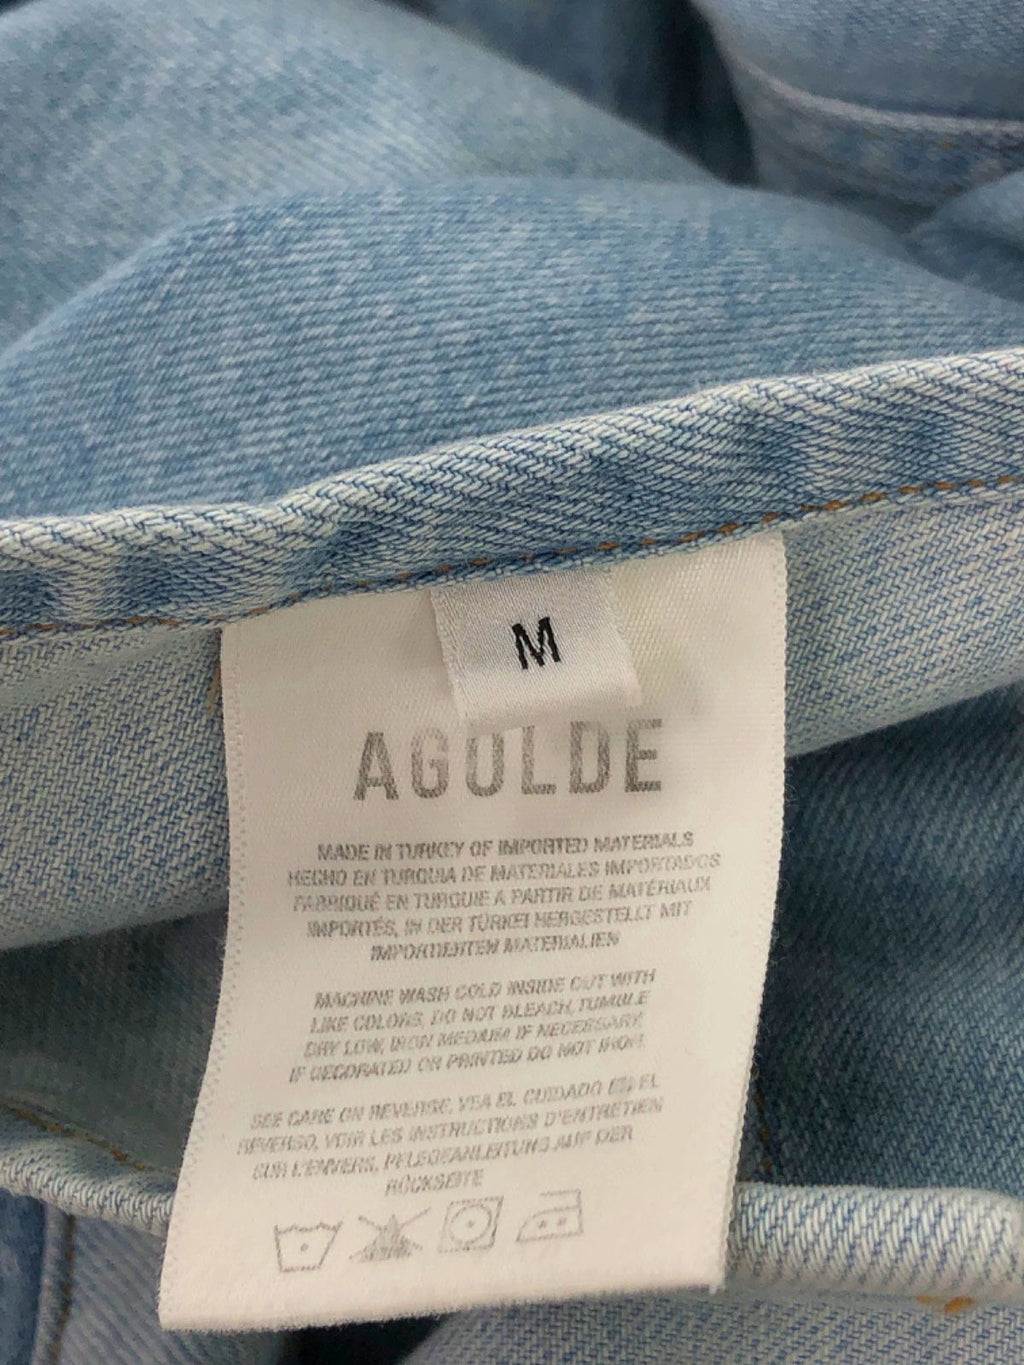 M
AGOLDE
MADE IN TURKEY OF IMPORTED MATERIALS
HECHO EN TURQUIA DE MATERIALES IMPORTADOS
FABRIQUÉ EN TURQUIE A PARTIR DE MATÉRIAUX
IMPORTÉS, IN DER TÜRKEI HERGESTELLT MIT
IMPORTIERTEN MATERIALIEN
MACHINE WASH COLD INSIDE OUT WITH
LIKE COLORS, DO NOT BLEACH, TUMBLE
DRY LOW, IRON MEDIUM IF NECESSARY,
IF DECORATED OR PRINTED DO NOT IRON
SEE CARE ON REVERSE, VEA EL CUIDADO EN EL
REVERSO, VOIR LES INSTRUCTIONS D'ENTRETIEN
SUR L'ENVERS, PFLEGEANLEITUNG AUF DER
RÜCKSEITE